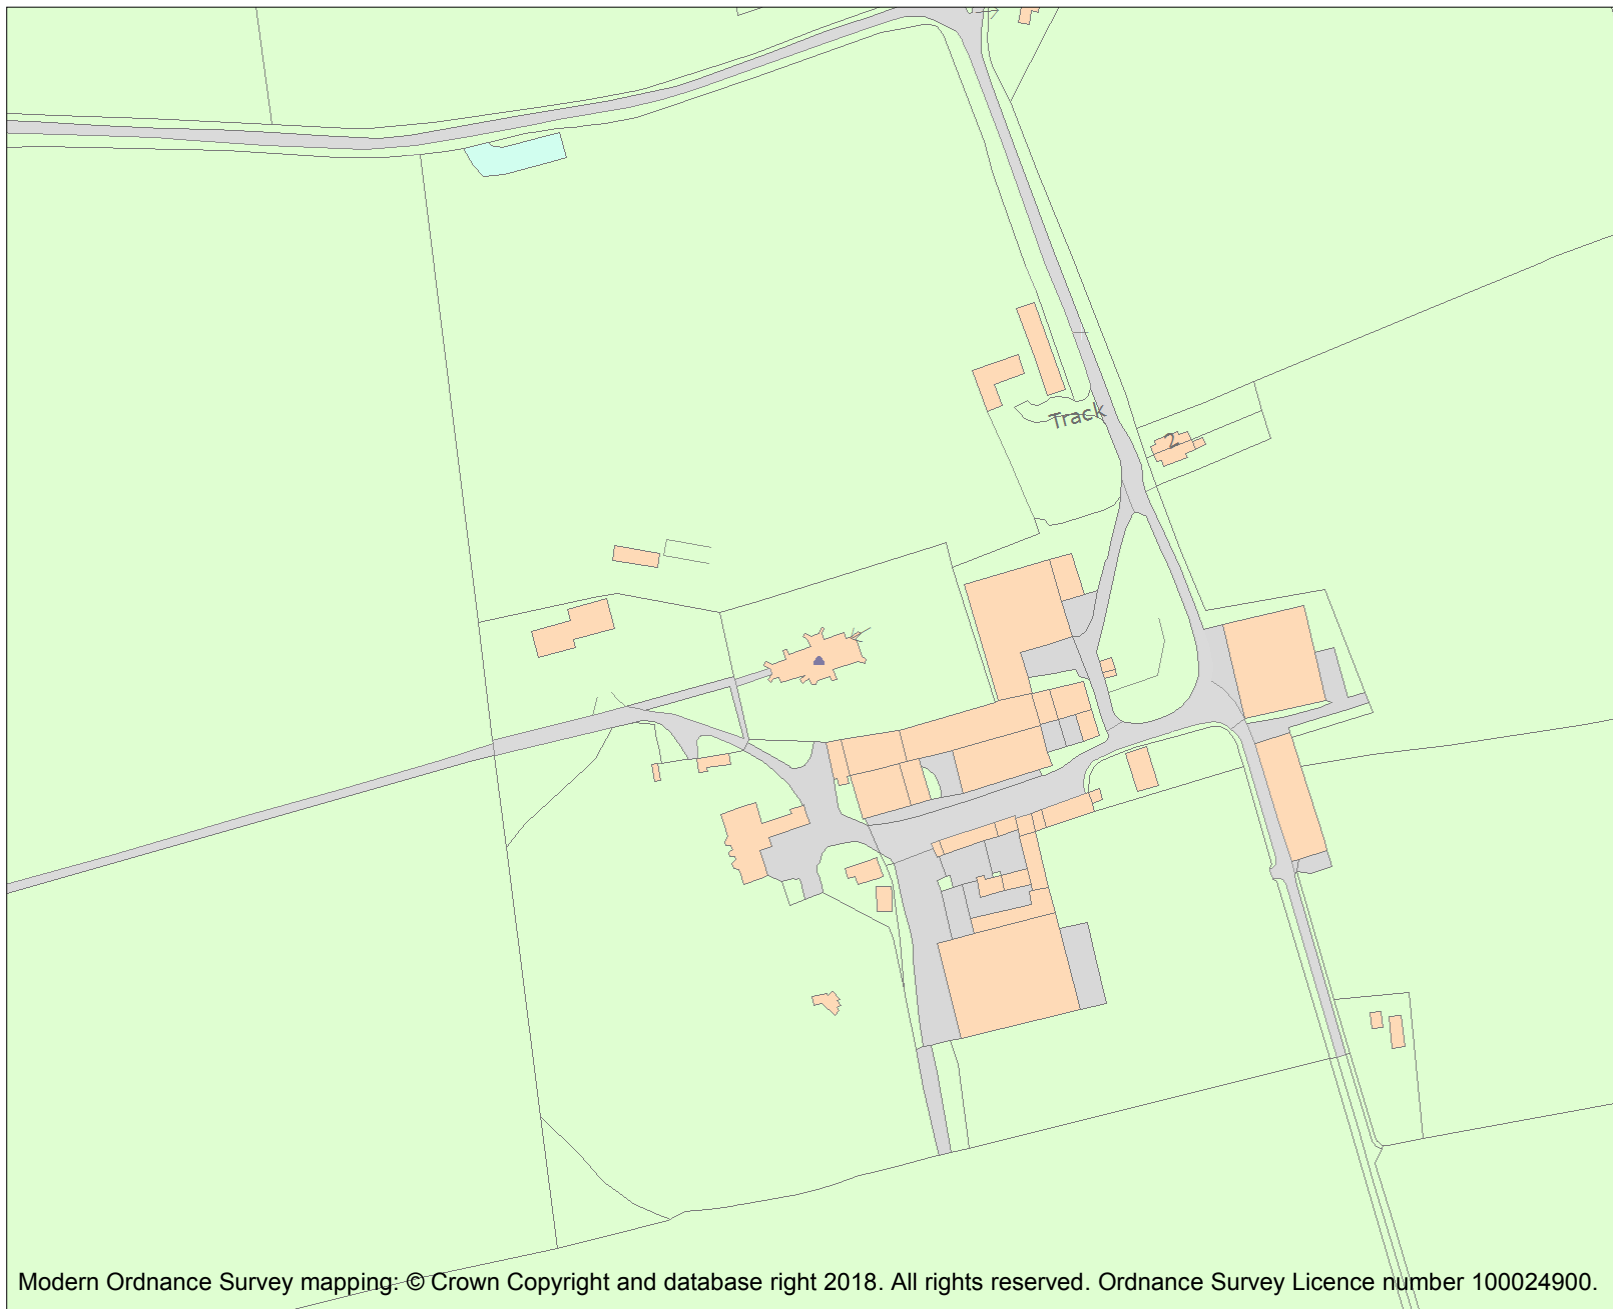 Track
2
Modern Ordnance Survey mapping: © Crown Copyright and database right 2018. All rights reserved. Ordnance Survey Licence number 100024900.